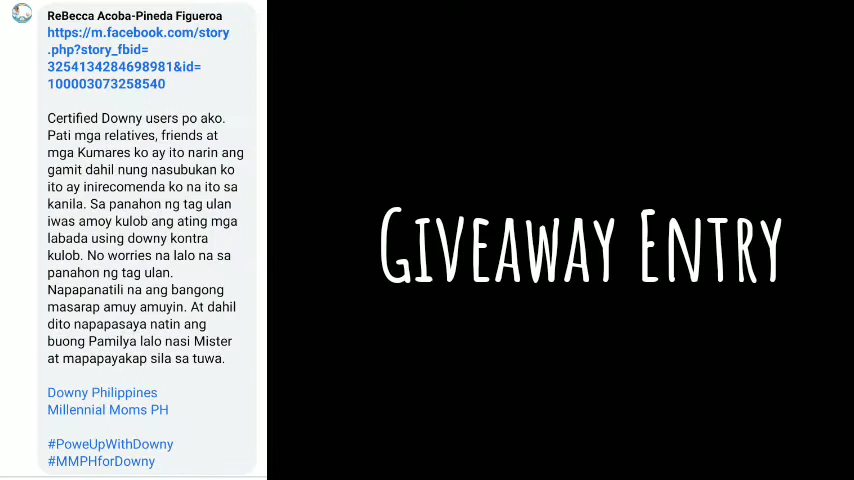 ReBecca Acoba-Pineda Figueroa
https://m.facebook.com/story
.php?story_fbid=
3254134284698981&id=
100003073258540
Certified Downy users po ako.
Pati mga relatives, friends at
mga Kumares ko ay ito narin ang
gamit dahil nung nasubukan ko
ito ay inirecomenda ko na ito sa
kanila. Sa panahon ng tag ulan
iwas amoy kulob ang ating mga
labada using downy kontra
kulob. No worries na lalo na sa
panahon ng tag ulan.
Napapanatili na ang bangong
masarap amuy amuyin. At dahil
dito napapasaya natin ang
buong Pamilya lalo nasi Mister
at mapapayakap sila sa tuwa.
Downy Philippines
Millennial Moms PH
#PoweUpWithDowny
#MMPHforDowny
Giveaway Entry